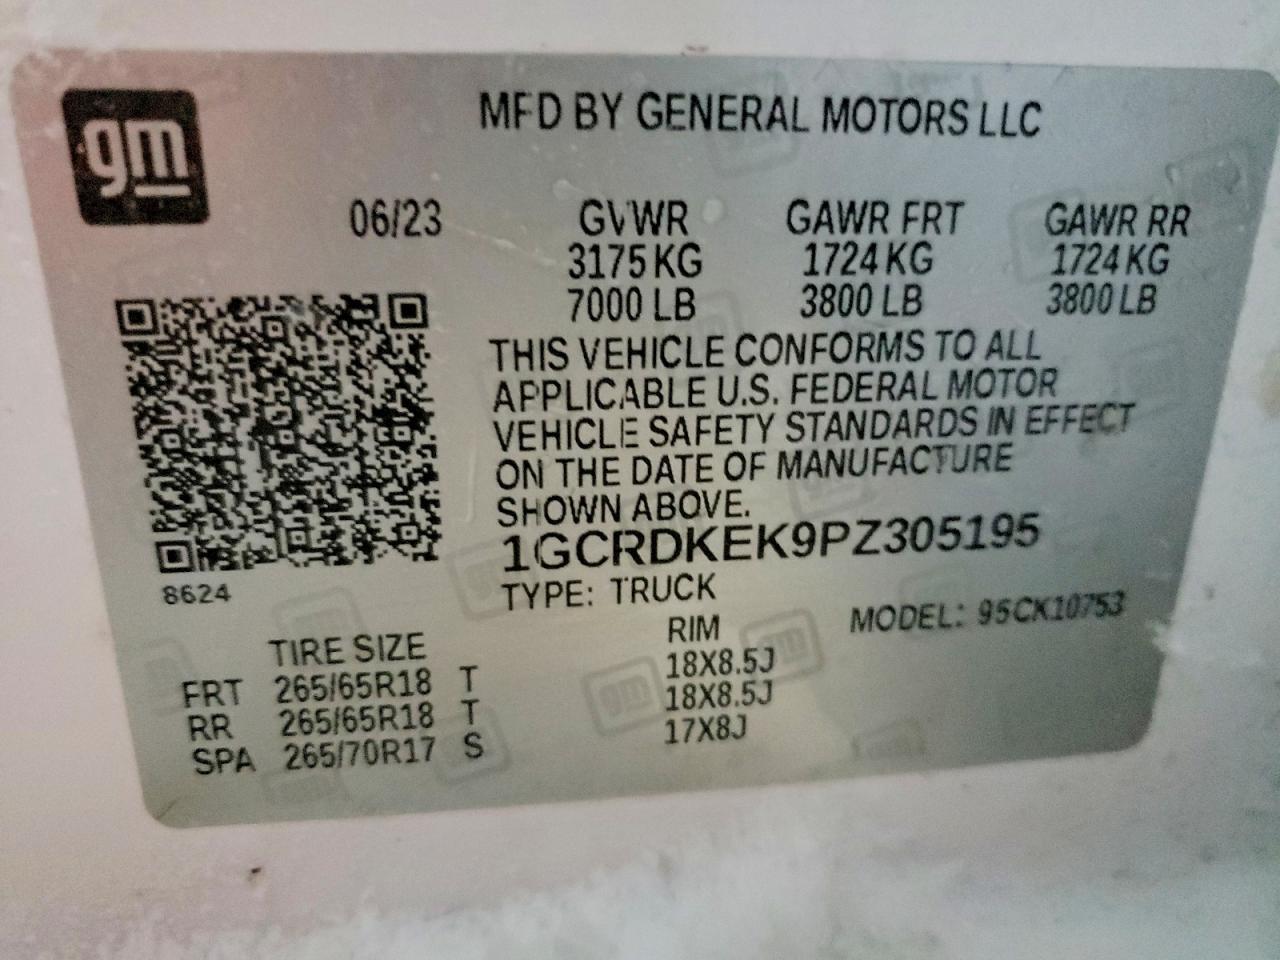 gm
MFD BY GENERAL MOTORS LLC
06/23 GVWR GAWR FRT GAWR RR
3175 KG 1724 KG 1724 KG
7000 LB 3800 LB 3800 LB
THIS VEHICLE CONFORMS TO ALL
APPLICABLE U.S. FEDERAL MOTOR
VEHICLE SAFETY STANDARDS IN EFFECT
ON THE DATE OF MANUFACTURE
SHOWN ABOVE.
1GCRDKEK9PZ305195
8624
TYPE: TRUCK
MODEL: 95CK10753
TIRE SIZE RIM
FRT 265/65R18 T 18X8.5J
RR 265/65R18 T 18X8.5J
SPA 265/70R17 S 17X8J